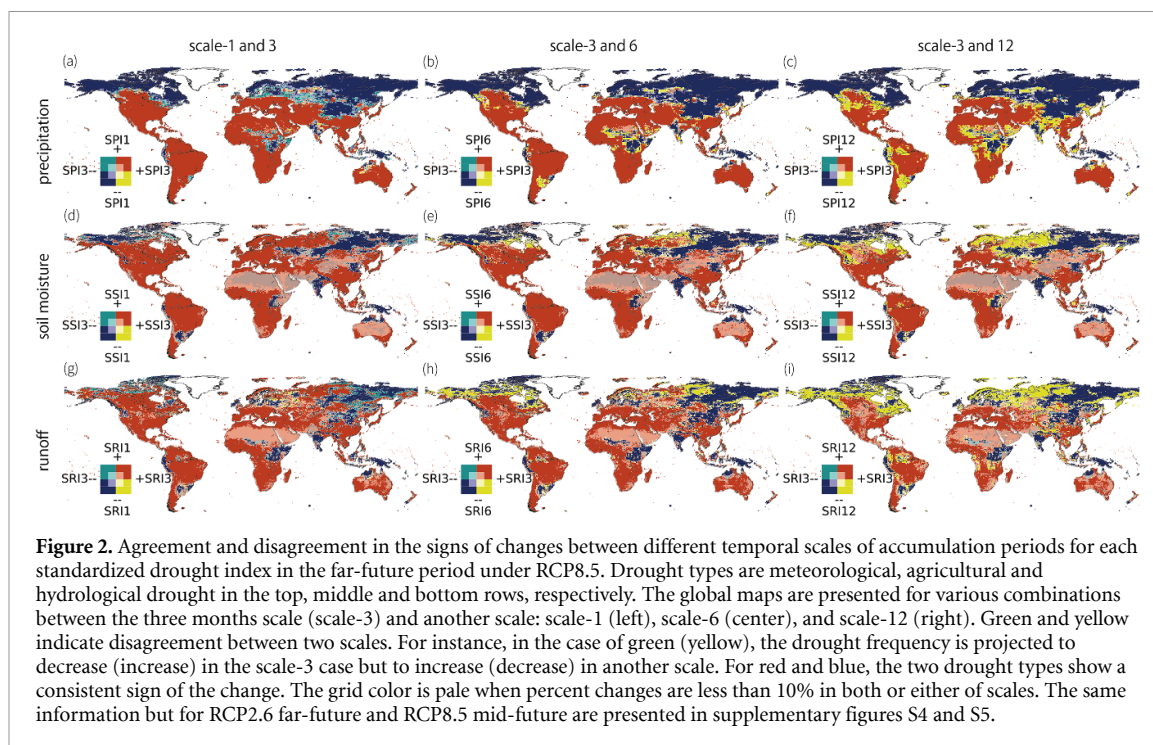 scale-1 and 3 scale-3 and 6 scale-3 and 12
(a) (b) (c)
precipitation
SPI1 SPI6 SPI12
+ + +
SPI3-- +SPI3 SPI3-- +SPI3 SPI3-- +SPI3
-- -- --
SPI1 SPI6 SPI12
(d) (e) (f)
soil moisture
SSI1 SSI6 SSI12
+ + +
SSI3-- +SSI3 SSI3-- +SSI3 SSI3-- +SSI3
-- -- --
SSI1 SSI6 SSI12
(g) (h) (i)
runoff
SRI1 SRI6 SRI12
+ + +
SRI3-- +SRI3 SRI3-- +SRI3 SRI3-- +SRI3
-- -- --
SRI1 SRI6 SRI12
Figure 2. Agreement and disagreement in the signs of changes between different temporal scales of accumulation periods for each
standardized drought index in the far-future period under RCP8.5. Drought types are meteorological, agricultural and
hydrological drought in the top, middle and bottom rows, respectively. The global maps are presented for various combinations
between the three months scale (scale-3) and another scale: scale-1 (left), scale-6 (center), and scale-12 (right). Green and yellow
indicate disagreement between two scales. For instance, in the case of green (yellow), the drought frequency is projected to
decrease (increase) in the scale-3 case but to increase (decrease) in another scale. For red and blue, the two drought types show a
consistent sign of the change. The grid color is pale when percent changes are less than 10% in both or either of scales. The same
information but for RCP2.6 far-future and RCP8.5 mid-future are presented in supplementary figures S4 and S5.